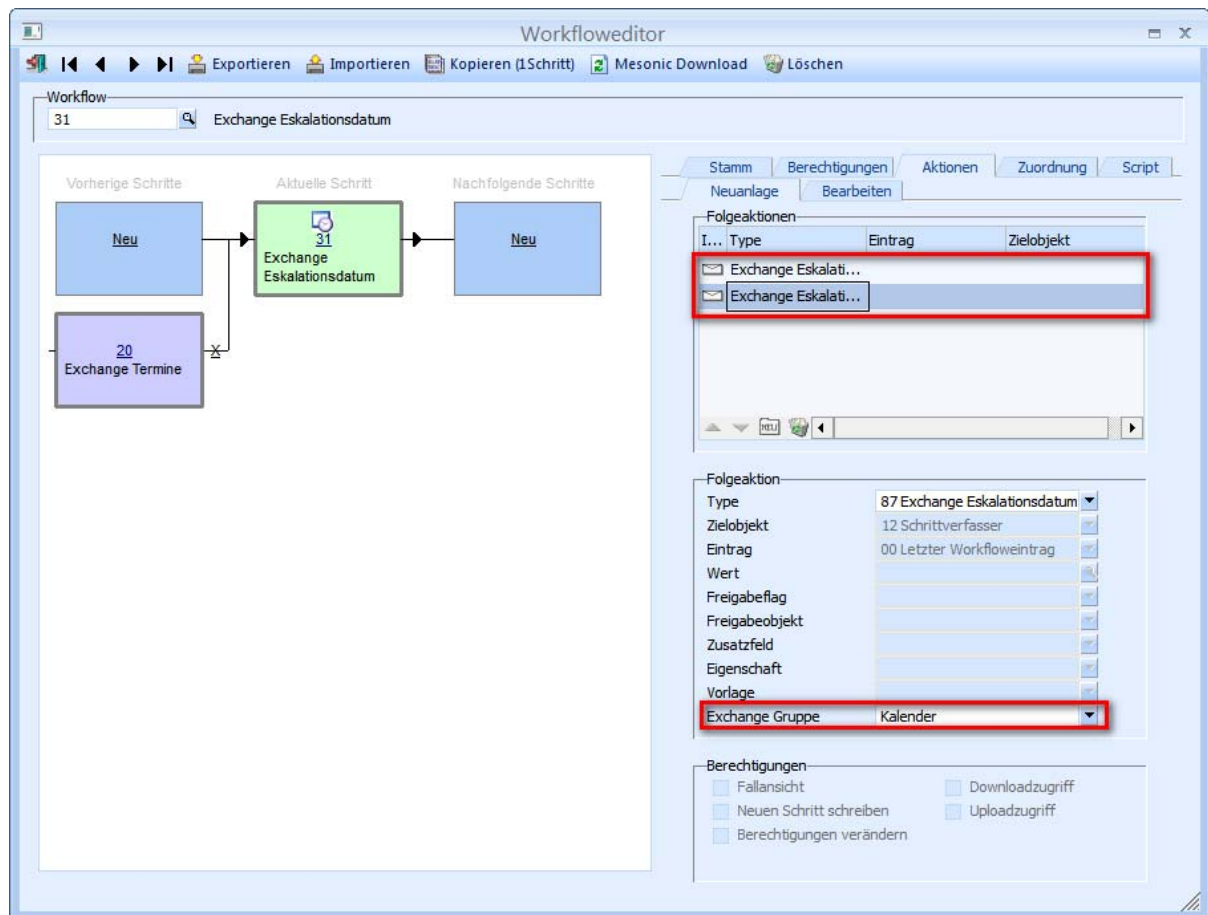 Workfloweditor
Exportieren Importieren Kopieren (1Schritt) Mesonic Download Löschen
Workflow
31 Exchange Eskalationsdatum
Vorherige Schritte Aktuelle Schritt Nachfolgende Schritte
Neu
31
Exchange
Eskalationsdatum
Neu
20
Exchange Termine
X
Stamm Berechtigungen Aktionen Zuordnung Script
Neuanlage Bearbeiten
Folgeaktionen
I... Type Eintrag Zielobjekt
Exchange Eskalati...
Exchange Eskalati...
NEU
Folgeaktion
Type 87 Exchange Eskalationsdatum
Zielobjekt 12 Schrittverfasser
Eintrag 00 Letzter Workfloweintrag
Wert
Freigabeflag
Freigabeobjekt
Zusatzfeld
Eigenschaft
Vorlage
Exchange Gruppe Kalender
Berechtigungen
Fallansicht Downloadzugriff
Neuen Schritt schreiben Uploadzugriff
Berechtigungen verändern